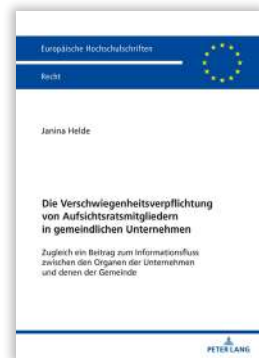 Europäische Hochschulschriften
Recht
Janina Helde
Die Verschwiegenheitsverpflichtung
von Aufsichtsratsmitgliedern
in gemeindlichen Unternehmen
Zugleich ein Beitrag zum Informationsfluss
zwischen den Organen der Unternehmen
und denen der Gemeinde
PETER LANG